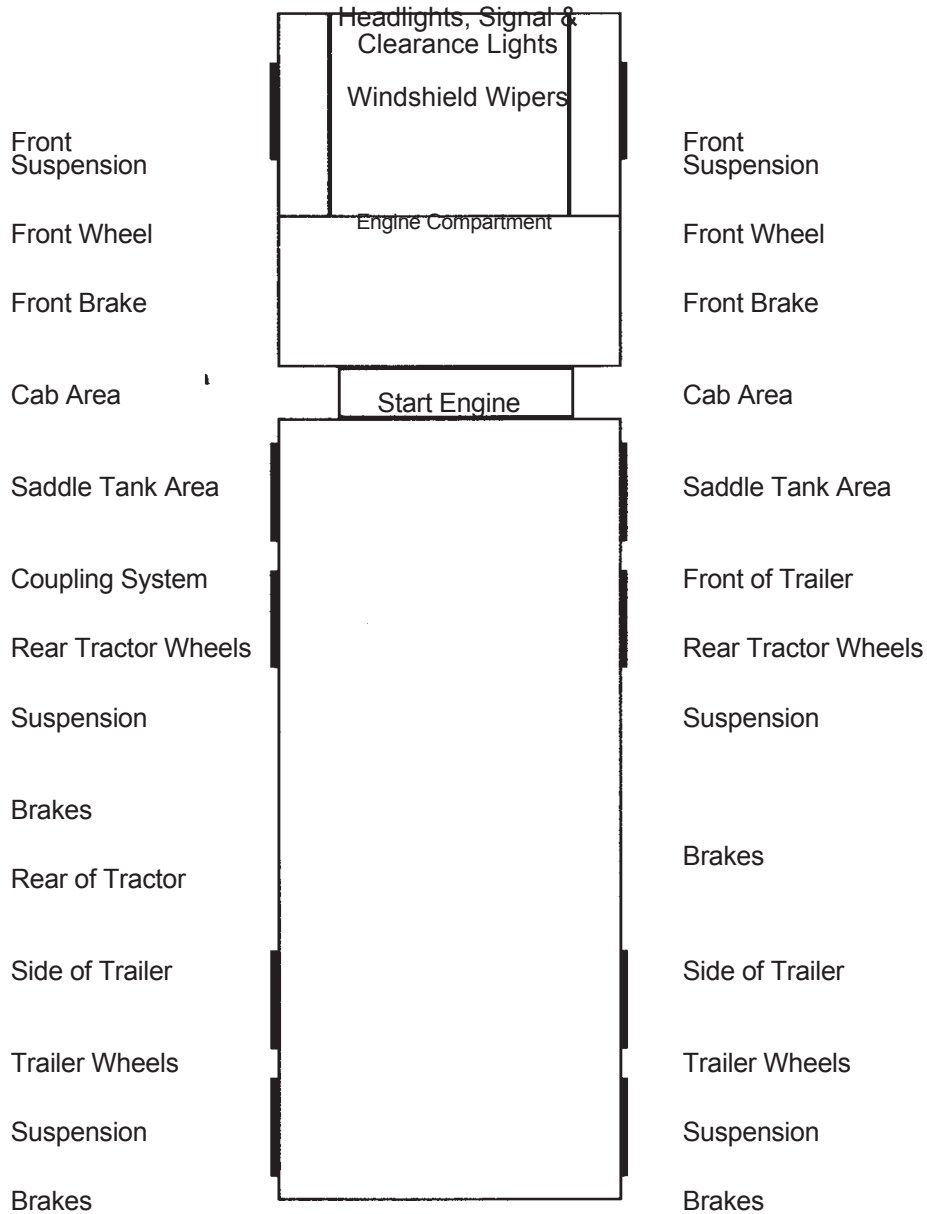 Headlights, Signal &
Clearance Lights
Windshield Wipers
Engine Compartment
Start Engine
Front
Suspension
Front Wheel
Front Brake
Cab Area
Saddle Tank Area
Coupling System
Rear Tractor Wheels
Suspension
Brakes
Rear of Tractor
Side of Trailer
Trailer Wheels
Suspension
Brakes
Front
Suspension
Front Wheel
Front Brake
Cab Area
Saddle Tank Area
Front of Trailer
Rear Tractor Wheels
Suspension
Brakes
Side of Trailer
Trailer Wheels
Suspension
Brakes